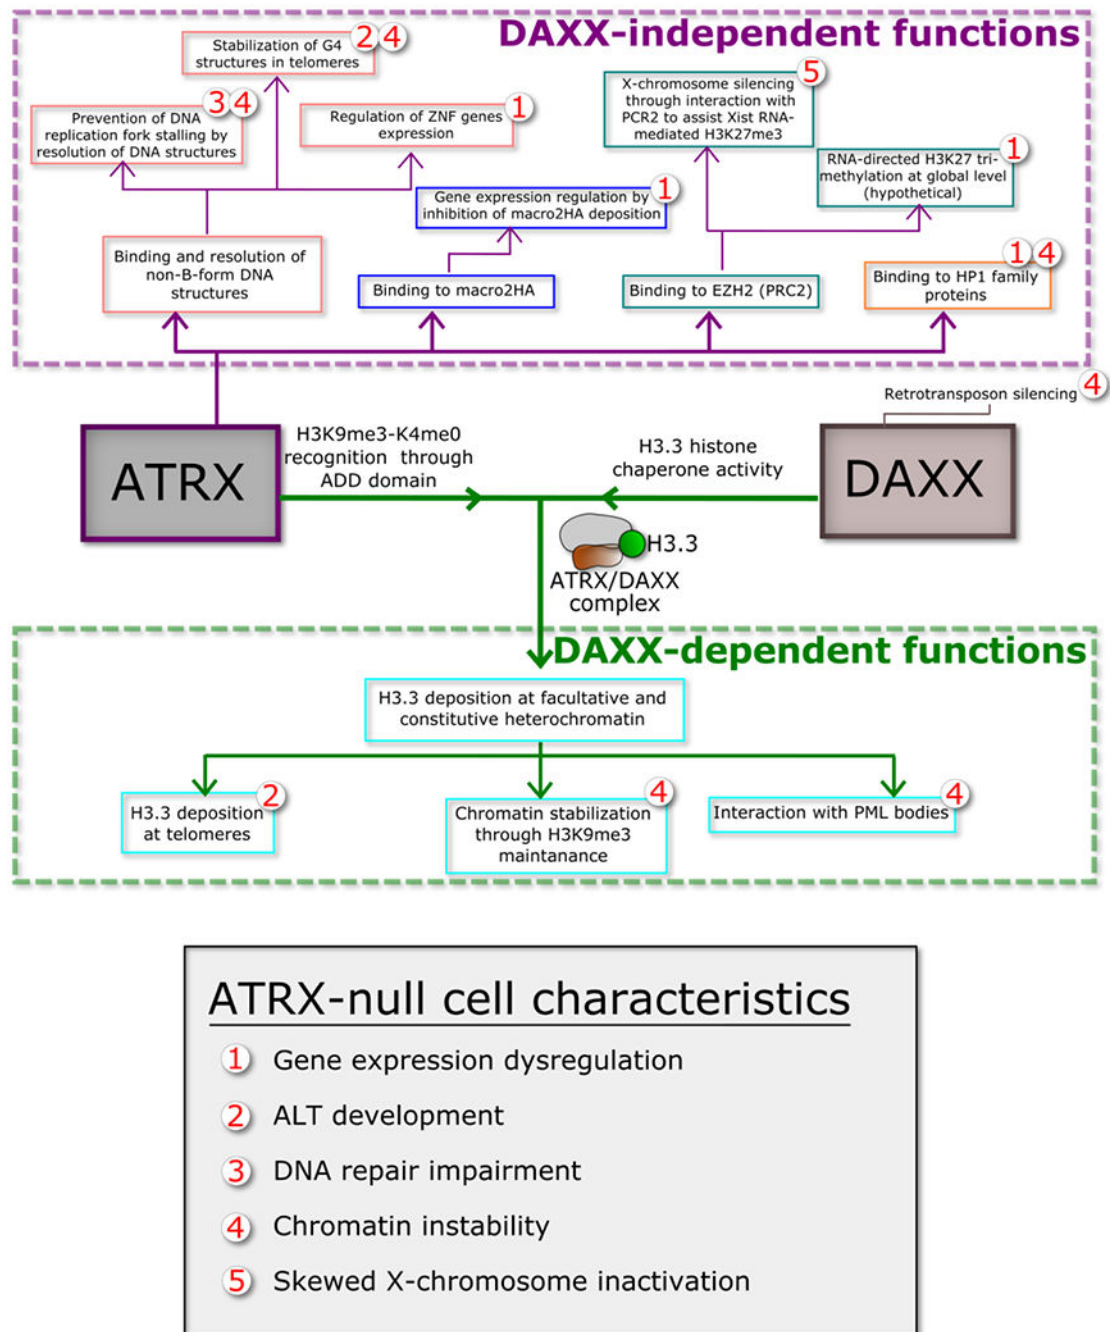 DAXX-independent functions
Stabilization of G4
structures in telomeres
2 4
Prevention of DNA
replication fork stalling by
resolution of DNA structures
3 4
Regulation of ZNF genes
expression
1
X-chromosome silencing
through interaction with
PCR2 to assist Xist RNA-
mediated H3K27me3
5
RNA-directed H3K27 tri-
methylation at global level
(hypothetical)
1
Gene expression regulation by
inhibition of macro2HA deposition
1
Binding and resolution of
non-B-form DNA
structures
Binding to macro2HA
Binding to EZH2 (PRC2)
Binding to HP1 family
proteins
1 4
Retrotransposon silencing
4
ATRX
H3K9me3-K4me0
recognition through
ADD domain
H3.3 histone
chaperone activity
DAXX
H3.3
ATRX/DAXX
complex
DAXX-dependent functions
H3.3 deposition at facultative and
constitutive heterochromatin
H3.3 deposition
at telomeres
2
Chromatin stabilization
through H3K9me3
maintanance
4
Interaction with PML bodies
4
ATRX-null cell characteristics
1 Gene expression dysregulation
2 ALT development
3 DNA repair impairment
4 Chromatin instability
5 Skewed X-chromosome inactivation